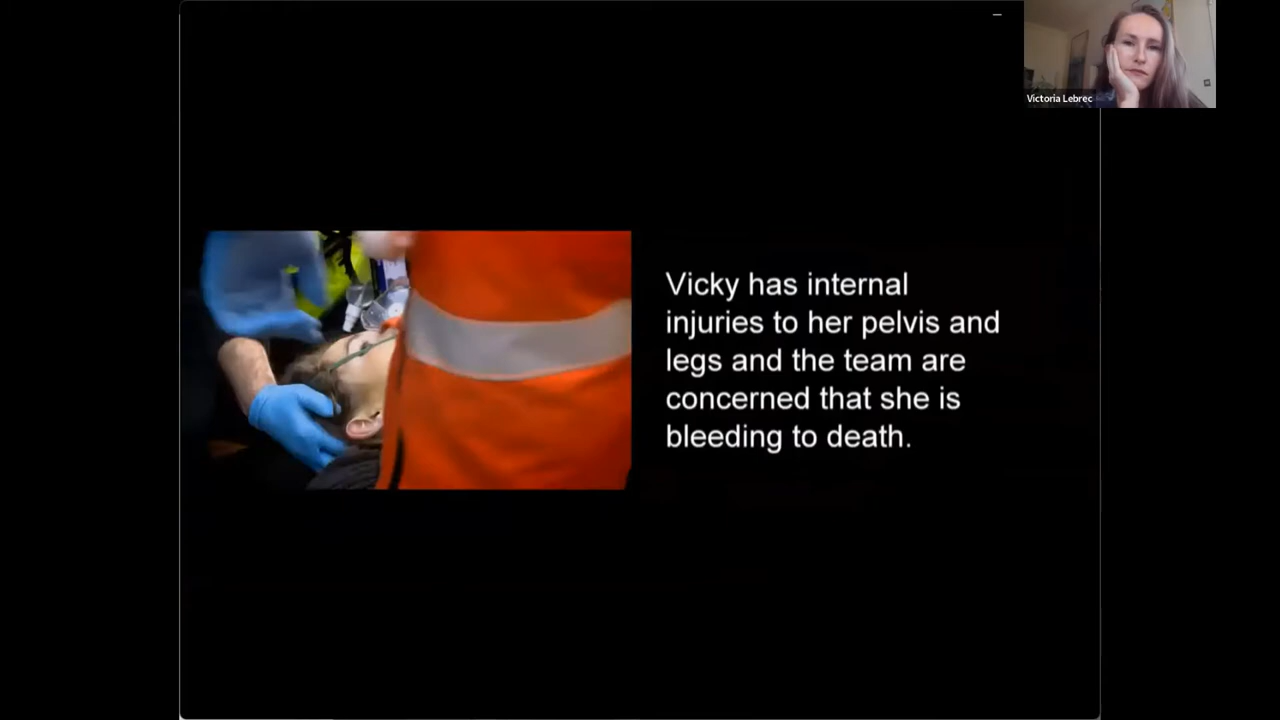 Victoria Lebrec
Vicky has internal
injuries to her pelvis and
legs and the team are
concerned that she is
bleeding to death.